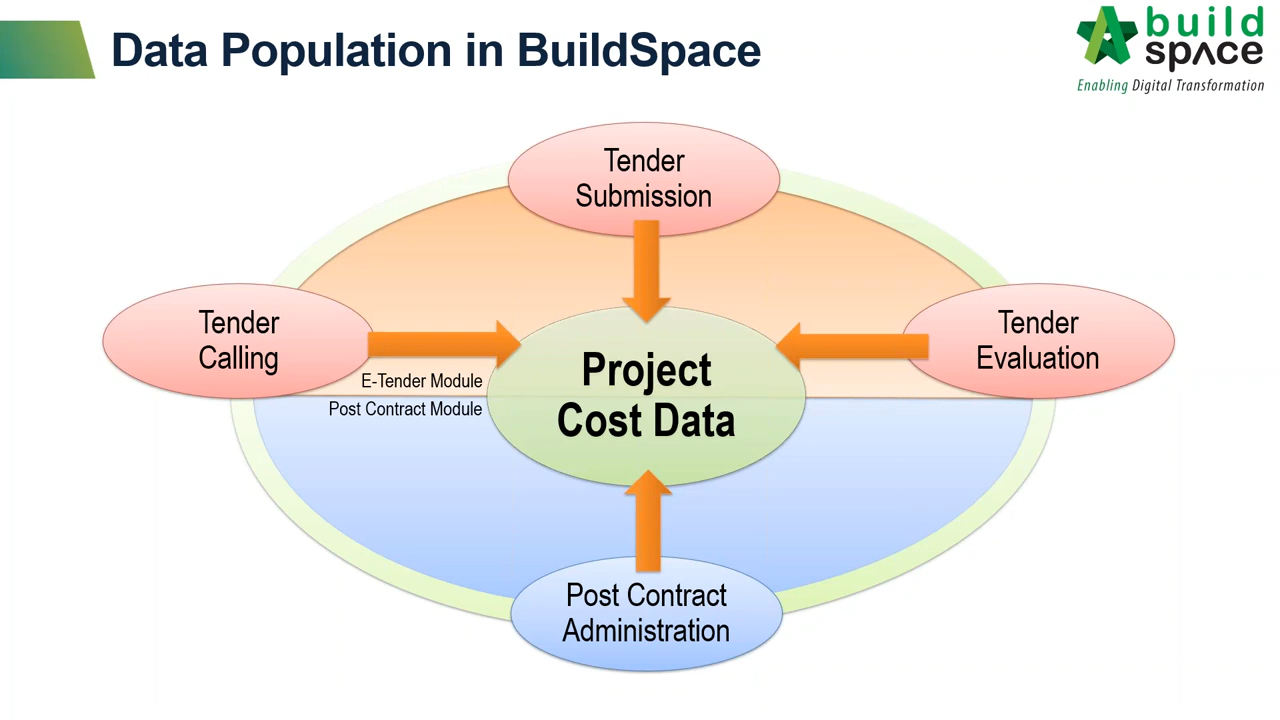 Data Population in BuildSpace
build
space
Enabling Digital Transformation
Tender
Submission
Tender
Calling
Tender
Evaluation
Project
Cost Data
E-Tender Module
Post Contract Module
Post Contract
Administration